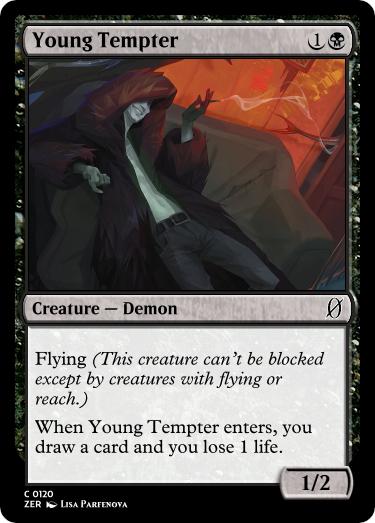 Young Tempter 1
Creature — Demon
Flying (This creature can't be blocked
except by creatures with flying or
reach.)
When Young Tempter enters, you
draw a card and you lose 1 life.
1/2
C 0120
ZER Lisa Parfenova